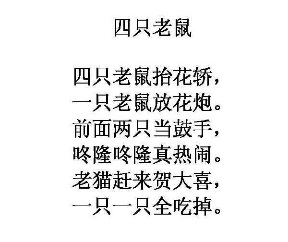 四只老鼠
四只老鼠抬花轿，
一只老鼠放花炮。
前面两只当鼓手，
咚隆咚隆真热闹。
老猫赶来贺大喜，
一只一只全吃掉。